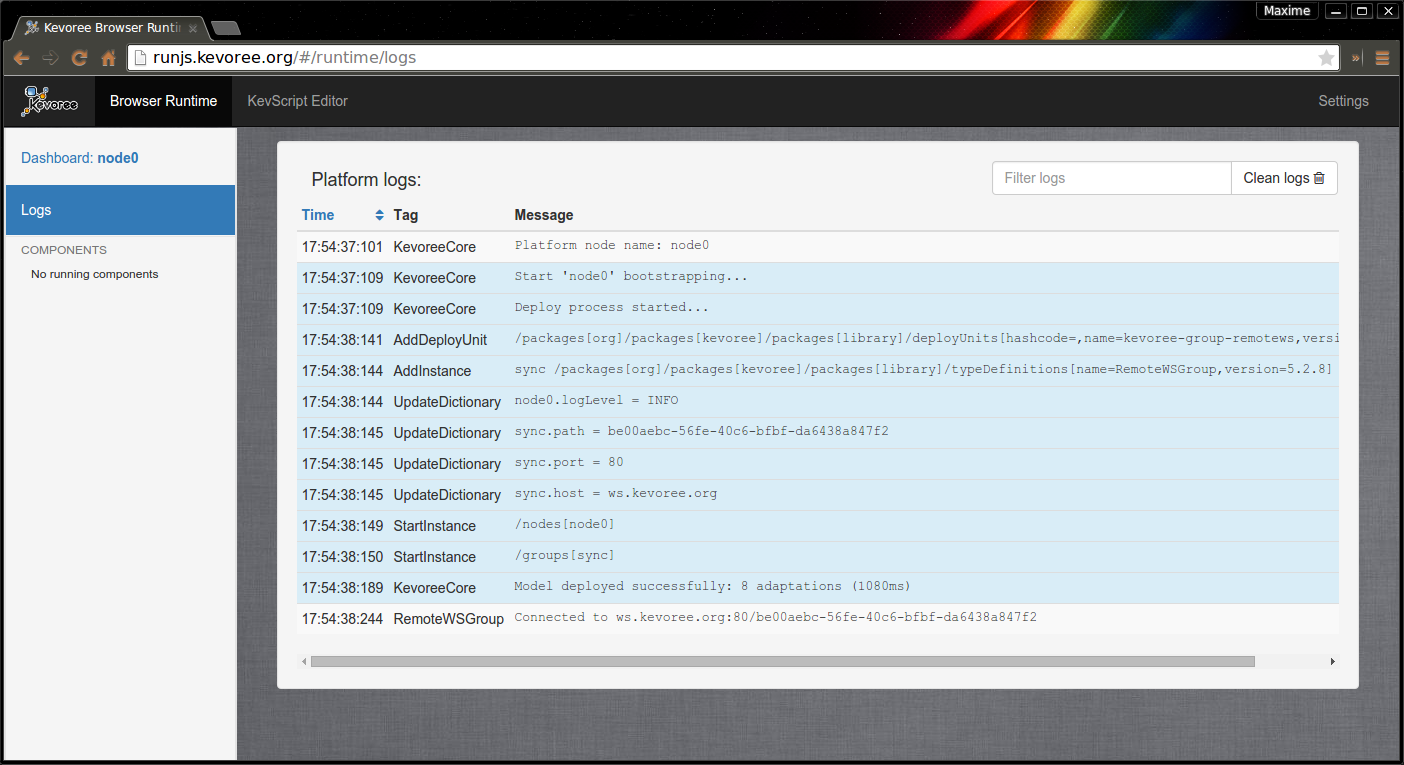 Maxime
Kevoree Browser Runti
runjs.kevoree.org/#/runtime/logs
Kevoree
Browser Runtime
KevScript Editor
Settings
Dashboard: node0
Logs
COMPONENTS
No running components
Platform logs:
Filter logs
Clean logs
Time Tag Message
17:54:37:101 KevoreeCore Platform node name: node0
17:54:37:109 KevoreeCore Start 'node0' bootstrapping...
17:54:37:109 KevoreeCore Deploy process started...
17:54:38:141 AddDeployUnit /packages[org]/packages[kevoree]/packages[library]/deployUnits[hashcode=,name=kevoree-group-remotews,versi
17:54:38:144 AddInstance sync /packages[org]/packages[kevoree]/packages[library]/typeDefinitions[name=RemoteWSGroup,version=5.2.8]
17:54:38:144 UpdateDictionary node0.logLevel = INFO
17:54:38:145 UpdateDictionary sync.path = be00aebc-56fe-40c6-bfbf-da6438a847f2
17:54:38:145 UpdateDictionary sync.port = 80
17:54:38:145 UpdateDictionary sync.host = ws.kevoree.org
17:54:38:149 StartInstance /nodes[node0]
17:54:38:150 StartInstance /groups[sync]
17:54:38:189 KevoreeCore Model deployed successfully: 8 adaptations (1080ms)
17:54:38:244 RemoteWSGroup Connected to ws.kevoree.org:80/be00aebc-56fe-40c6-bfbf-da6438a847f2